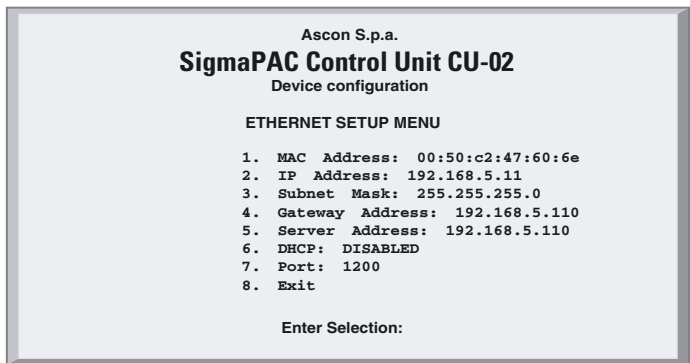 Ascon S.p.a.
SigmaPAC Control Unit CU-02
Device configuration
ETHERNET SETUP MENU
1. MAC Address: 00:50:c2:47:60:6e
2. IP Address: 192.168.5.11
3. Subnet Mask: 255.255.255.0
4. Gateway Address: 192.168.5.110
5. Server Address: 192.168.5.110
6. DHCP: DISABLED
7. Port: 1200
8. Exit
Enter Selection: